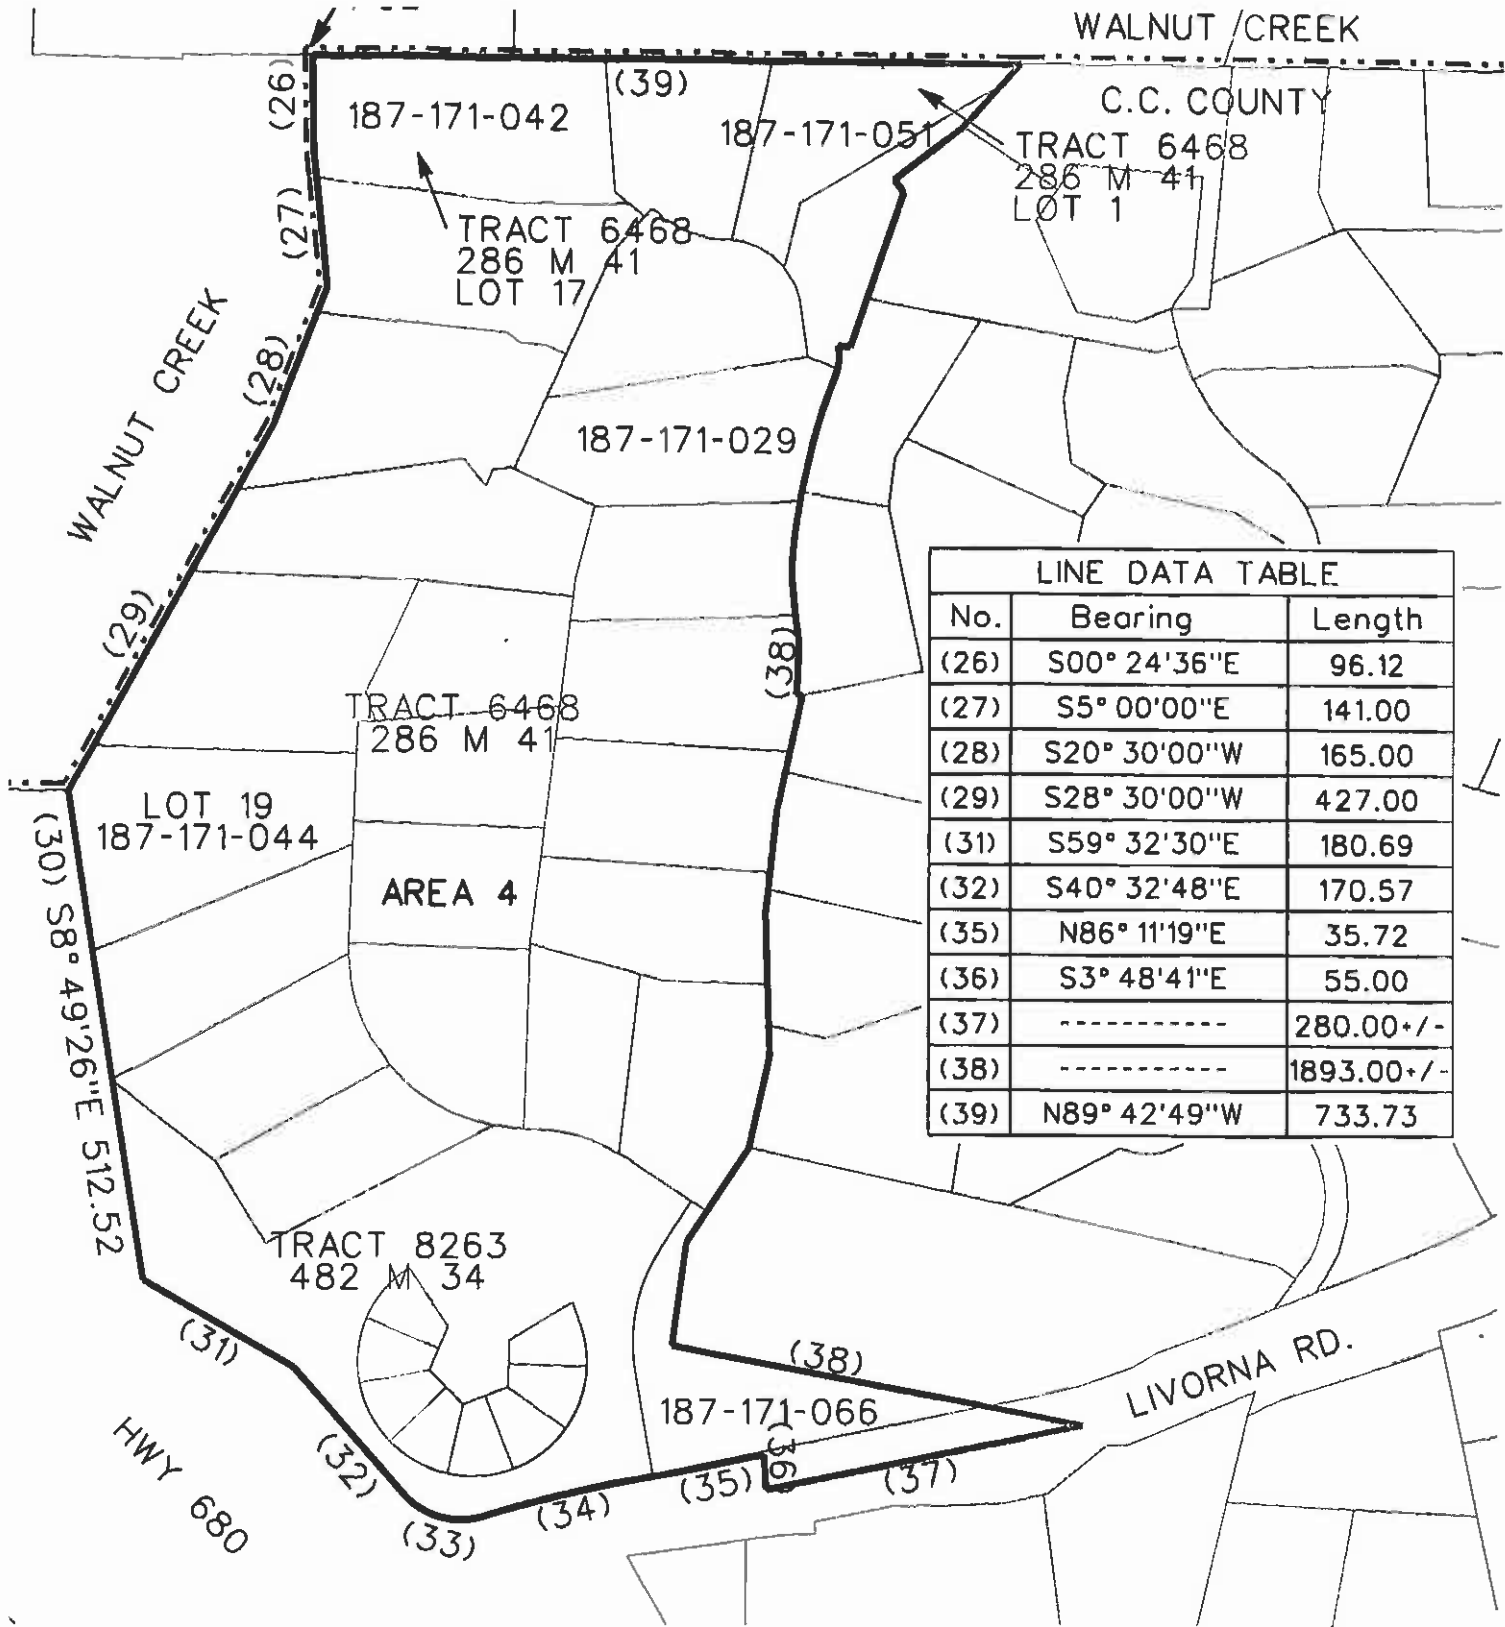 WALNUT CREEK
C.C. COUNTY
(26)
(39)
187-171-042
187-171-051
TRACT 6468
286 M 41
LOT 1
(27)
TRACT 6468
286 M 41
LOT 17
WALNUT CREEK
(28)
187-171-029
(29)
(38)
LINE DATA TABLE
No. Bearing Length
(26) S00° 24'36"E 96.12
(27) S5° 00'00"E 141.00
(28) S20° 30'00"W 165.00
(29) S28° 30'00"W 427.00
(31) S59° 32'30"E 180.69
(32) S40° 32'48"E 170.57
(35) N86° 11'19"E 35.72
(36) S3° 48'41"E 55.00
(37) ----------- 280.00+/-
(38) ----------- 1893.00+/-
(39) N89° 42'49"W 733.73
TRACT 6468
286 M 41
LOT 19
187-171-044
AREA 4
(30) S8° 49'26"E 512.52
TRACT 8263
482 M 34
(31)
(38)
LIVORNA RD.
187-171-066
(36)
HWY 680
(32)
(33)
(34)
(35)
(37)